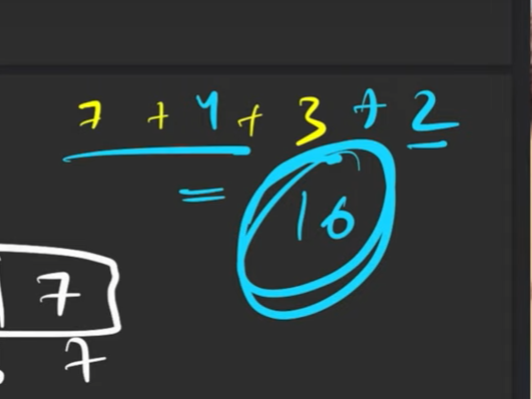 7 + 4 + 3 + 2
= 16
7
7